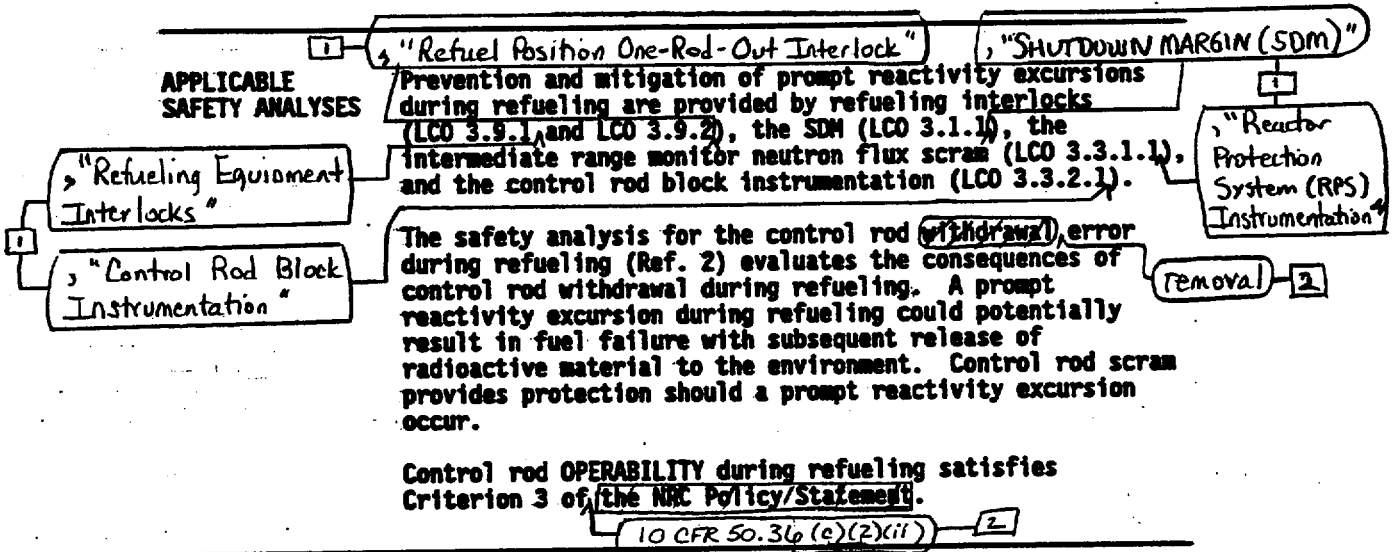 1 , "Refuel Position One-Rod-Out Interlock" , "SHUTDOWN MARGIN (SDM)"
1
APPLICABLE
SAFETY ANALYSES
Prevention and mitigation of prompt reactivity excursions
during refueling are provided by refueling interlocks
(LCO 3.9.1 and LCO 3.9.2), the SDM (LCO 3.1.1), the
intermediate range monitor neutron flux scram (LCO 3.3.1.1),
and the control rod block instrumentation (LCO 3.3.2.1).
, "Refueling Equipment
Interlocks"
1
, "Control Rod Block
Instrumentation"
, "Reactor
Protection
System (RPS)
Instrumentation"
The safety analysis for the control rod withdrawal error
during refueling (Ref. 2) evaluates the consequences of
control rod withdrawal during refueling. A prompt
reactivity excursion during refueling could potentially
result in fuel failure with subsequent release of
radioactive material to the environment. Control rod scram
provides protection should a prompt reactivity excursion
occur.
removal 2
Control rod OPERABILITY during refueling satisfies
Criterion 3 of the NRC Policy Statement.
10 CFR 50.36 (c)(2)(ii) 2